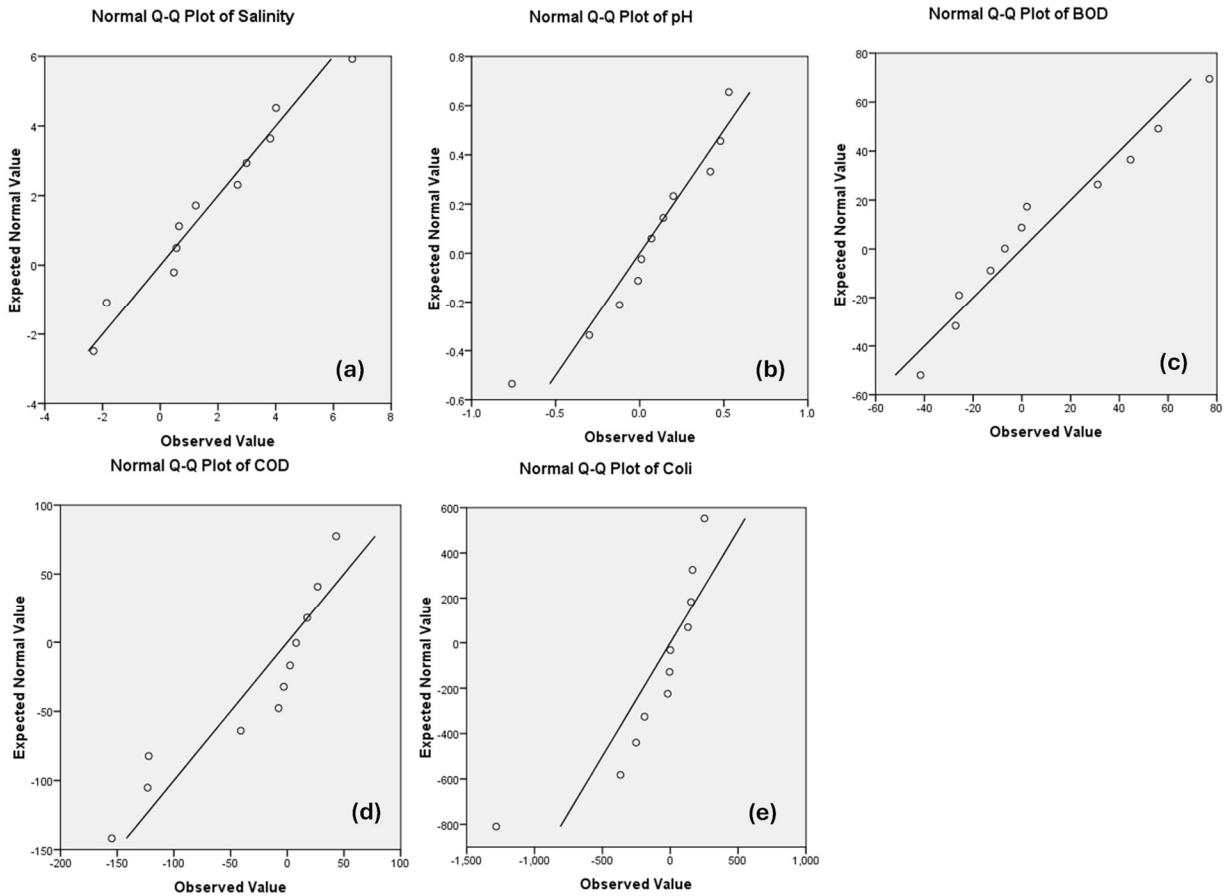 Normal Q-Q Plot of Salinity
Expected Normal Value
6
4
2
0
-2
-4
-4 -2 0 2 4 6 8
Observed Value
(a)
Normal Q-Q Plot of pH
Expected Normal Value
0.8
0.6
0.4
0.2
0.0
-0.2
-0.4
-0.6
-1.0 -0.5 0.0 0.5 1.0
Observed Value
(b)
Normal Q-Q Plot of BOD
Expected Normal Value
80
60
40
20
0
-20
-40
-60
-60 -40 -20 0 20 40 60 80
Observed Value
(c)
Normal Q-Q Plot of COD
Expected Normal Value
100
50
0
-50
-100
-150
-200 -150 -100 -50 0 50 100
Observed Value
(d)
Normal Q-Q Plot of Coli
Expected Normal Value
600
400
200
0
-200
-400
-600
-800
-1,500 -1,000 -500 0 500 1,000
Observed Value
(e)